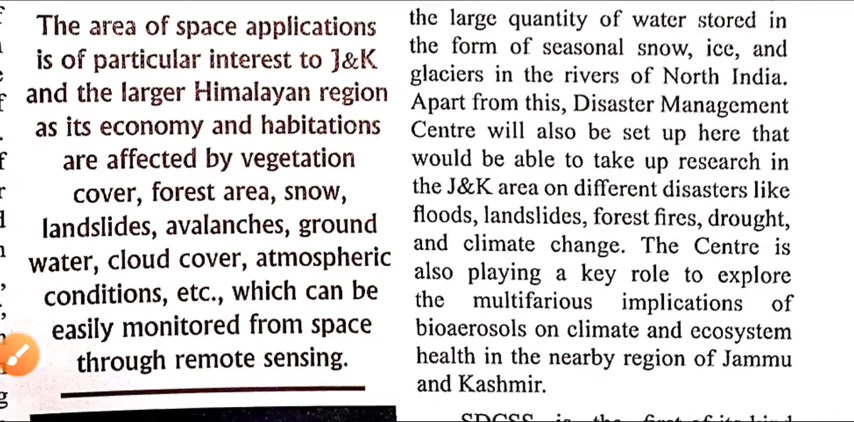 The area of space applications
is of particular interest to J&K
and the larger Himalayan region
as its economy and habitations
are affected by vegetation
cover, forest area, snow,
landslides, avalanches, ground
water, cloud cover, atmospheric
conditions, etc., which can be
easily monitored from space
through remote sensing.
the large quantity of water stored in
the form of seasonal snow, ice, and
glaciers in the rivers of North India.
Apart from this, Disaster Management
Centre will also be set up here that
would be able to take up research in
the J&K area on different disasters like
floods, landslides, forest fires, drought,
and climate change. The Centre is
also playing a key role to explore
the multifarious implications of
bioaerosols on climate and ecosystem
health in the nearby region of Jammu
and Kashmir.